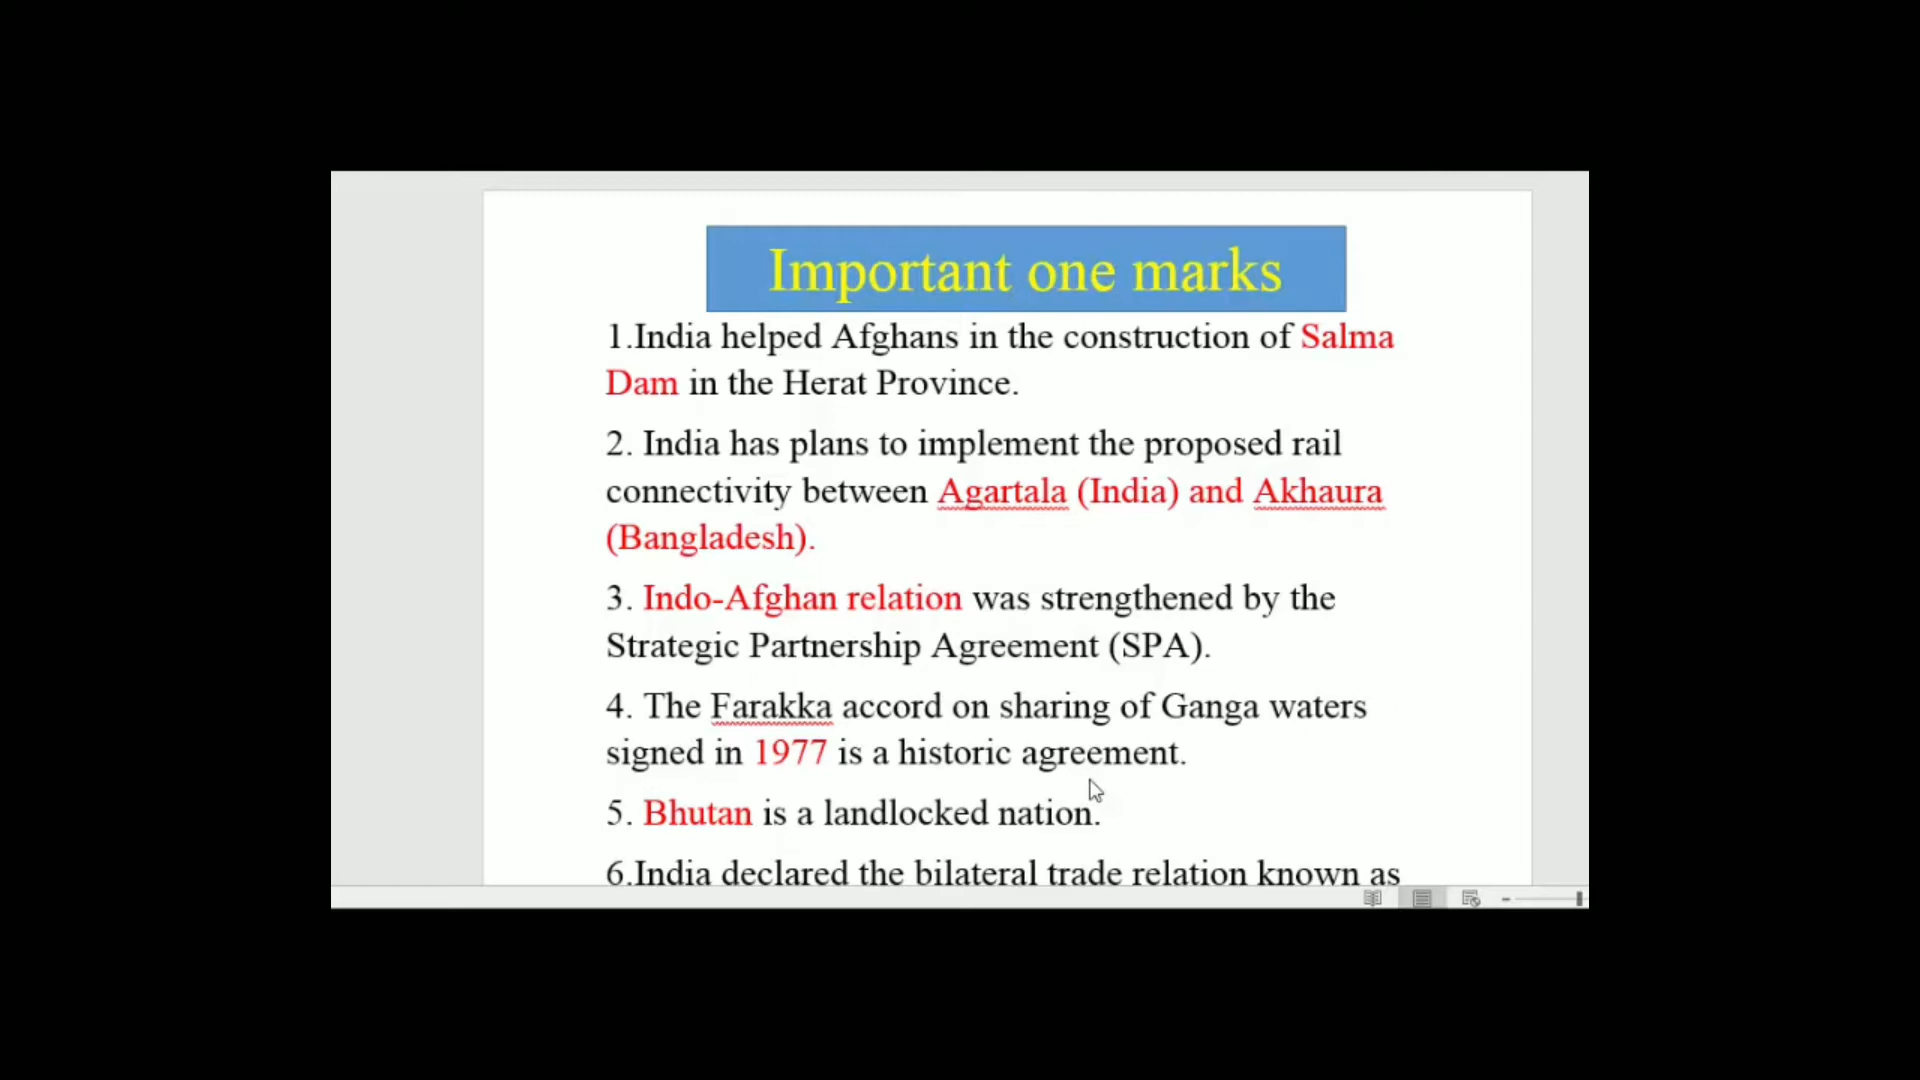 Important one marks
1.India helped Afghans in the construction of Salma
Dam in the Herat Province.
2. India has plans to implement the proposed rail
connectivity between Agartala (India) and Akhaura
(Bangladesh).
3. Indo-Afghan relation was strengthened by the
Strategic Partnership Agreement (SPA).
4. The Farakka accord on sharing of Ganga waters
signed in 1977 is a historic agreement.
5. Bhutan is a landlocked nation.
6.India declared the bilateral trade relation known as